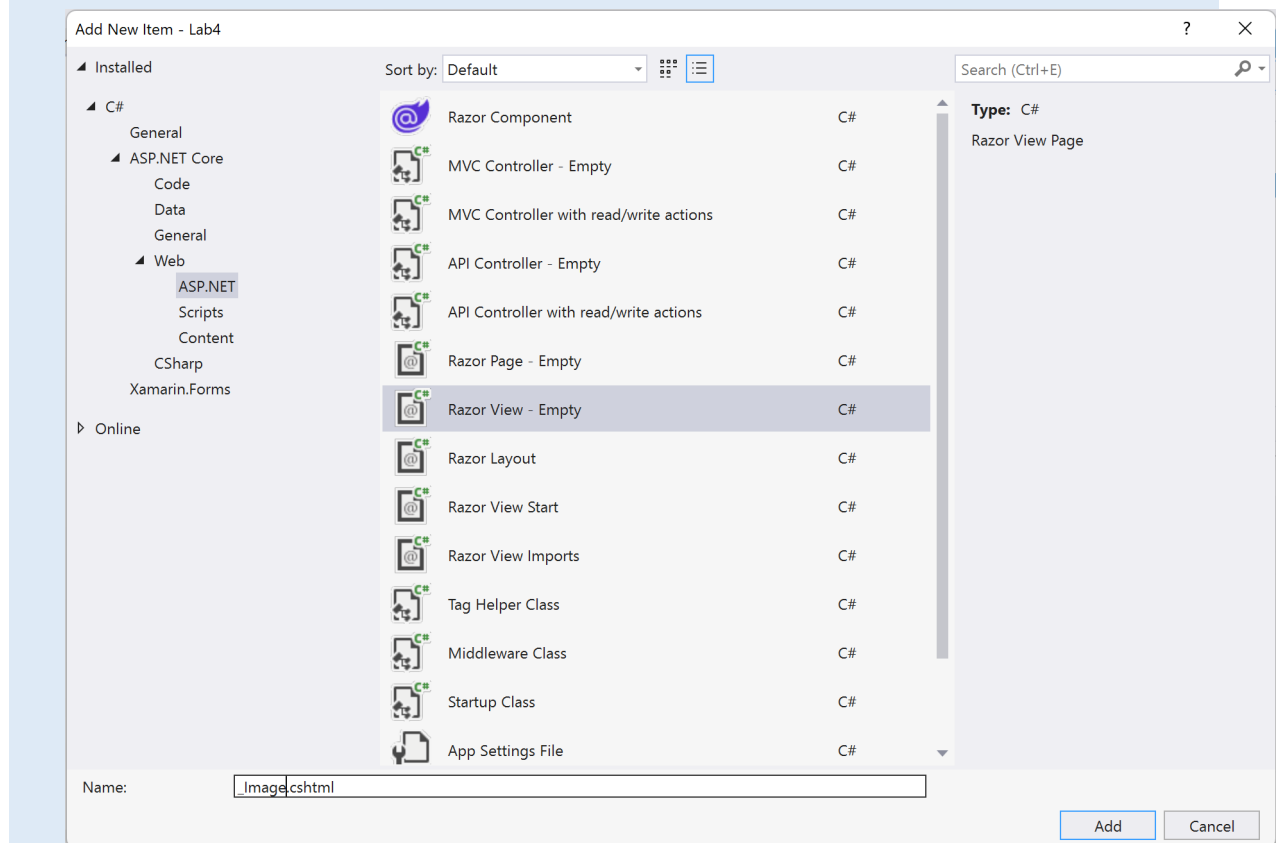 Add New Item - Lab4
?
Installed
Sort by: Default
Search (Ctrl+E)
C#
General
ASP.NET Core
Code
Data
General
Web
ASP.NET
Scripts
Content
CSharp
Xamarin.Forms
Online
Razor Component C#
MVC Controller - Empty C#
MVC Controller with read/write actions C#
API Controller - Empty C#
API Controller with read/write actions C#
Razor Page - Empty C#
Razor View - Empty C#
Razor Layout C#
Razor View Start C#
Razor View Imports C#
Tag Helper Class C#
Middleware Class C#
Startup Class C#
App Settings File C#
Type: C#
Razor View Page
Name: _Image.cshtml
Add Cancel